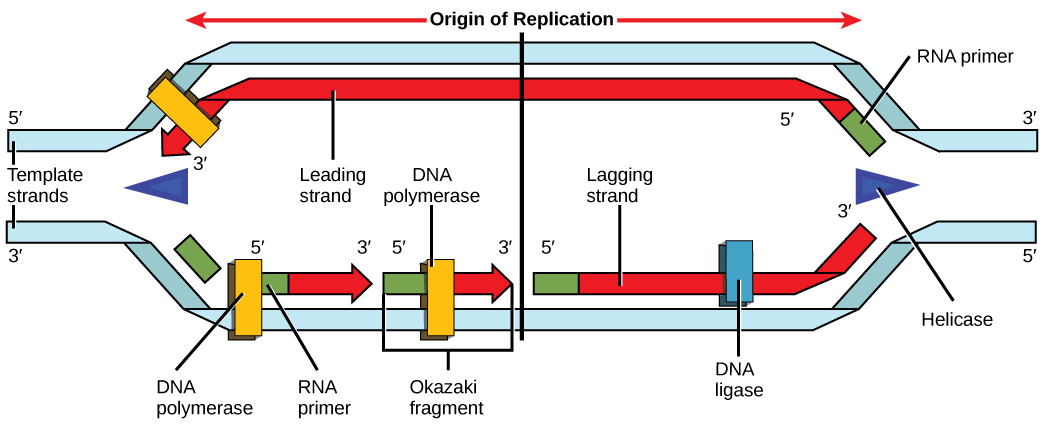 Origin of Replication
RNA primer
5′
5′
3′
3′
Template
strands
Leading
strand
DNA
polymerase
Lagging
strand
3′
3′
5′
3′
5′
3′
5′
5′
Helicase
DNA
polymerase
RNA
primer
Okazaki
fragment
DNA
ligase